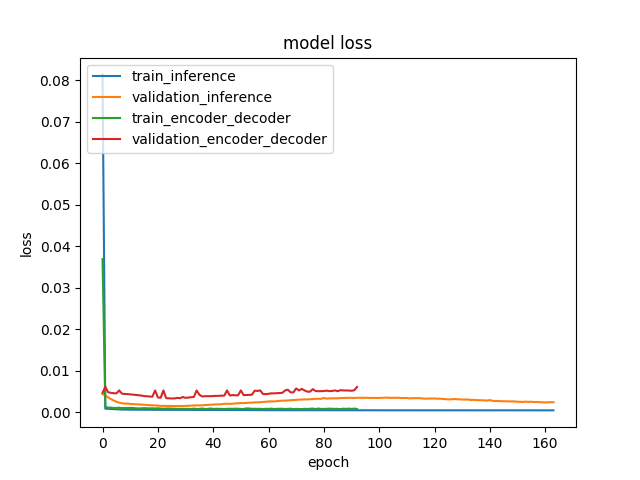 model loss
train_inference
validation_inference
train_encoder_decoder
validation_encoder_decoder
0.08
0.07
0.06
0.05
0.04
0.03
0.02
0.01
0.00
loss
0 20 40 60 80 100 120 140 160
epoch